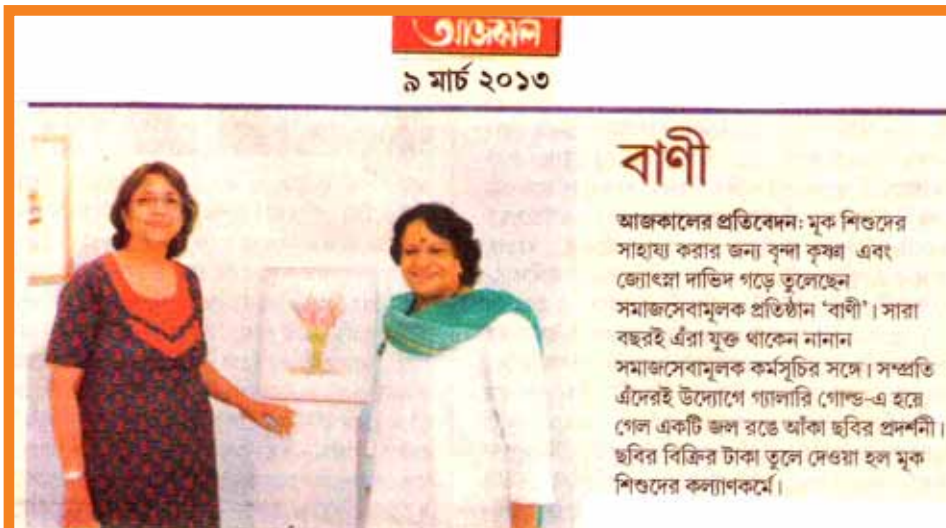 আজকাল
৯ মার্চ ২০১৩
বাণী
আজকালের প্রতিবেদন: মূক শিশুদের
সাহায্য করার জন্য বৃন্দা কৃষ্ণা এবং
জ্যোৎস্না দাভিদ গড়ে তুলেছেন
সমাজসেবামূলক প্রতিষ্ঠান ‘বাণী’। সারা
বছরই এঁরা যুক্ত থাকেন নানান
সমাজসেবামূলক কর্মসূচির সঙ্গে। সম্প্রতি
এঁদেরই উদ্যোগে গ্যালারি গোল্ড-এ হয়ে
গেল একটি জল রঙে আঁকা ছবির প্রদর্শনী।
ছবির বিক্রির টাকা তুলে দেওয়া হল মূক
শিশুদের কল্যাণকর্মে।